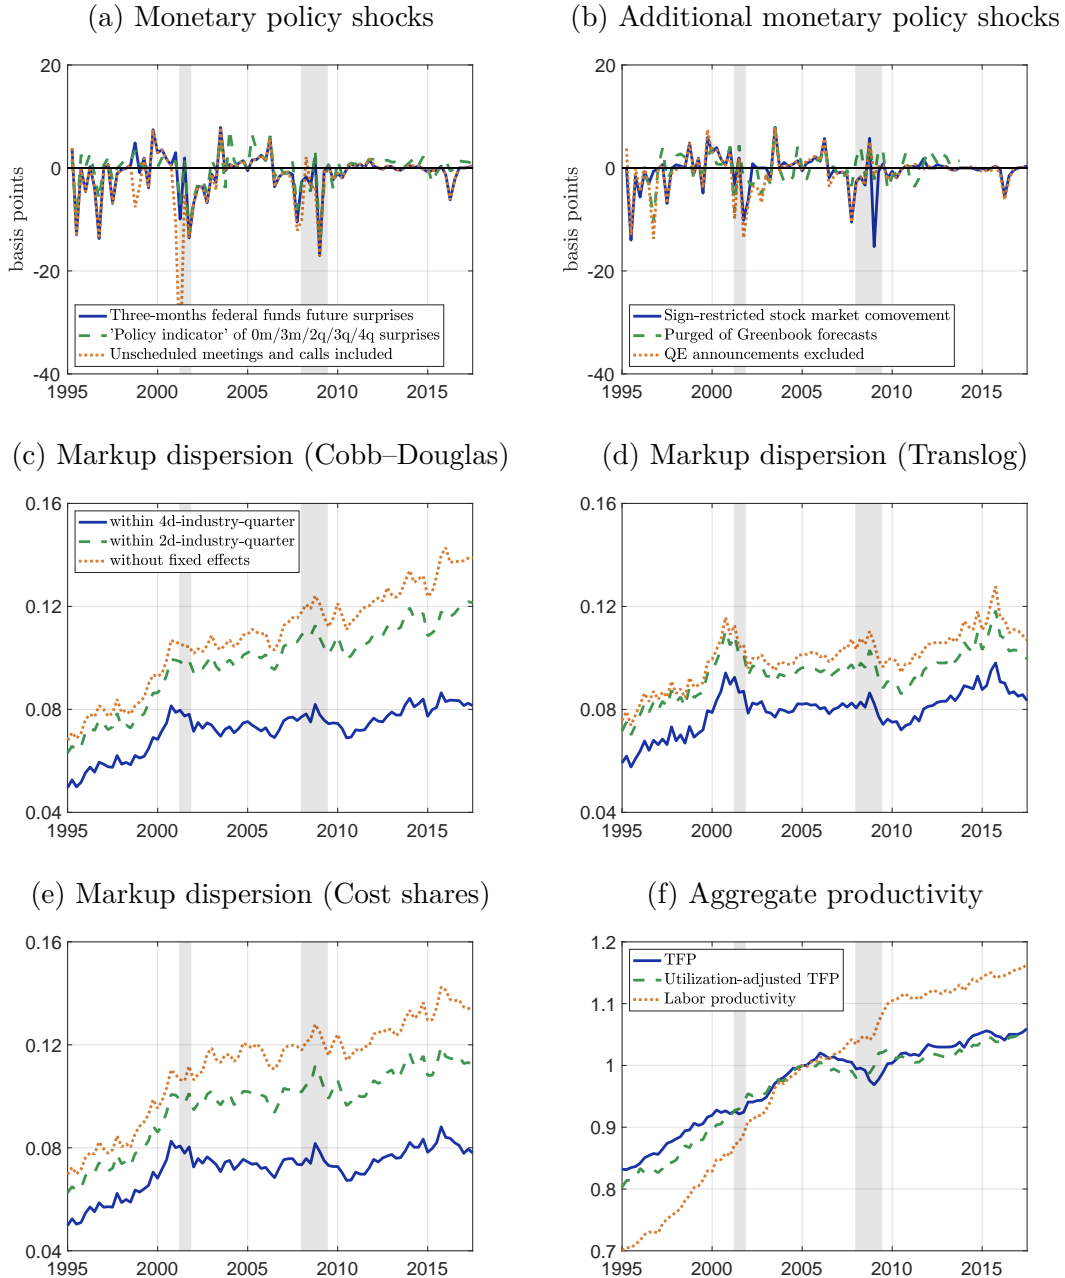 (a) Monetary policy shocks
20
0
-20
-40
basis points
Three-months federal funds future surprises
'Policy indicator' of 0m/3m/2q/3q/4q surprises
Unscheduled meetings and calls included
1995 2000 2005 2010 2015
(b) Additional monetary policy shocks
20
0
-20
-40
basis points
Sign-restricted stock market comovement
Purged of Greenbook forecasts
QE announcements excluded
1995 2000 2005 2010 2015
(c) Markup dispersion (Cobb–Douglas)
0.16
0.12
0.08
0.04
within 4d-industry-quarter
within 2d-industry-quarter
without fixed effects
1995 2000 2005 2010 2015
(d) Markup dispersion (Translog)
0.16
0.12
0.08
0.04
1995 2000 2005 2010 2015
(e) Markup dispersion (Cost shares)
0.16
0.12
0.08
0.04
1995 2000 2005 2010 2015
(f) Aggregate productivity
1.2
1.1
1
0.9
0.8
0.7
TFP
Utilization-adjusted TFP
Labor productivity
1995 2000 2005 2010 2015